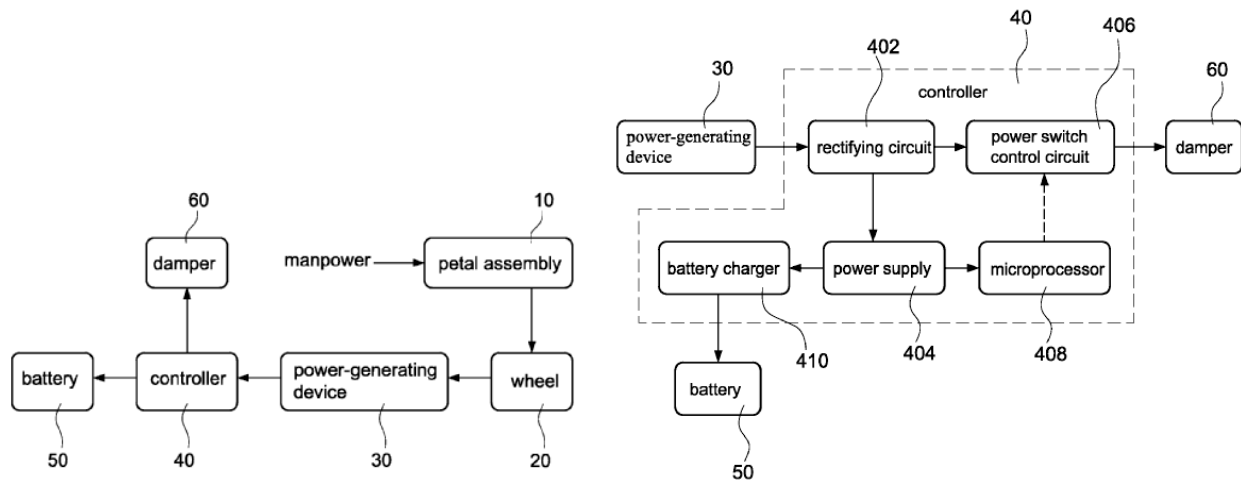 60
10
damper
manpower
petal assembly
battery
controller
power-generating
device
wheel
50
40
30
20
40
406
402
30
60
controller
power-generating
device
rectifying circuit
power switch
control circuit
damper
battery charger
power supply
microprocessor
410
404
408
battery
50